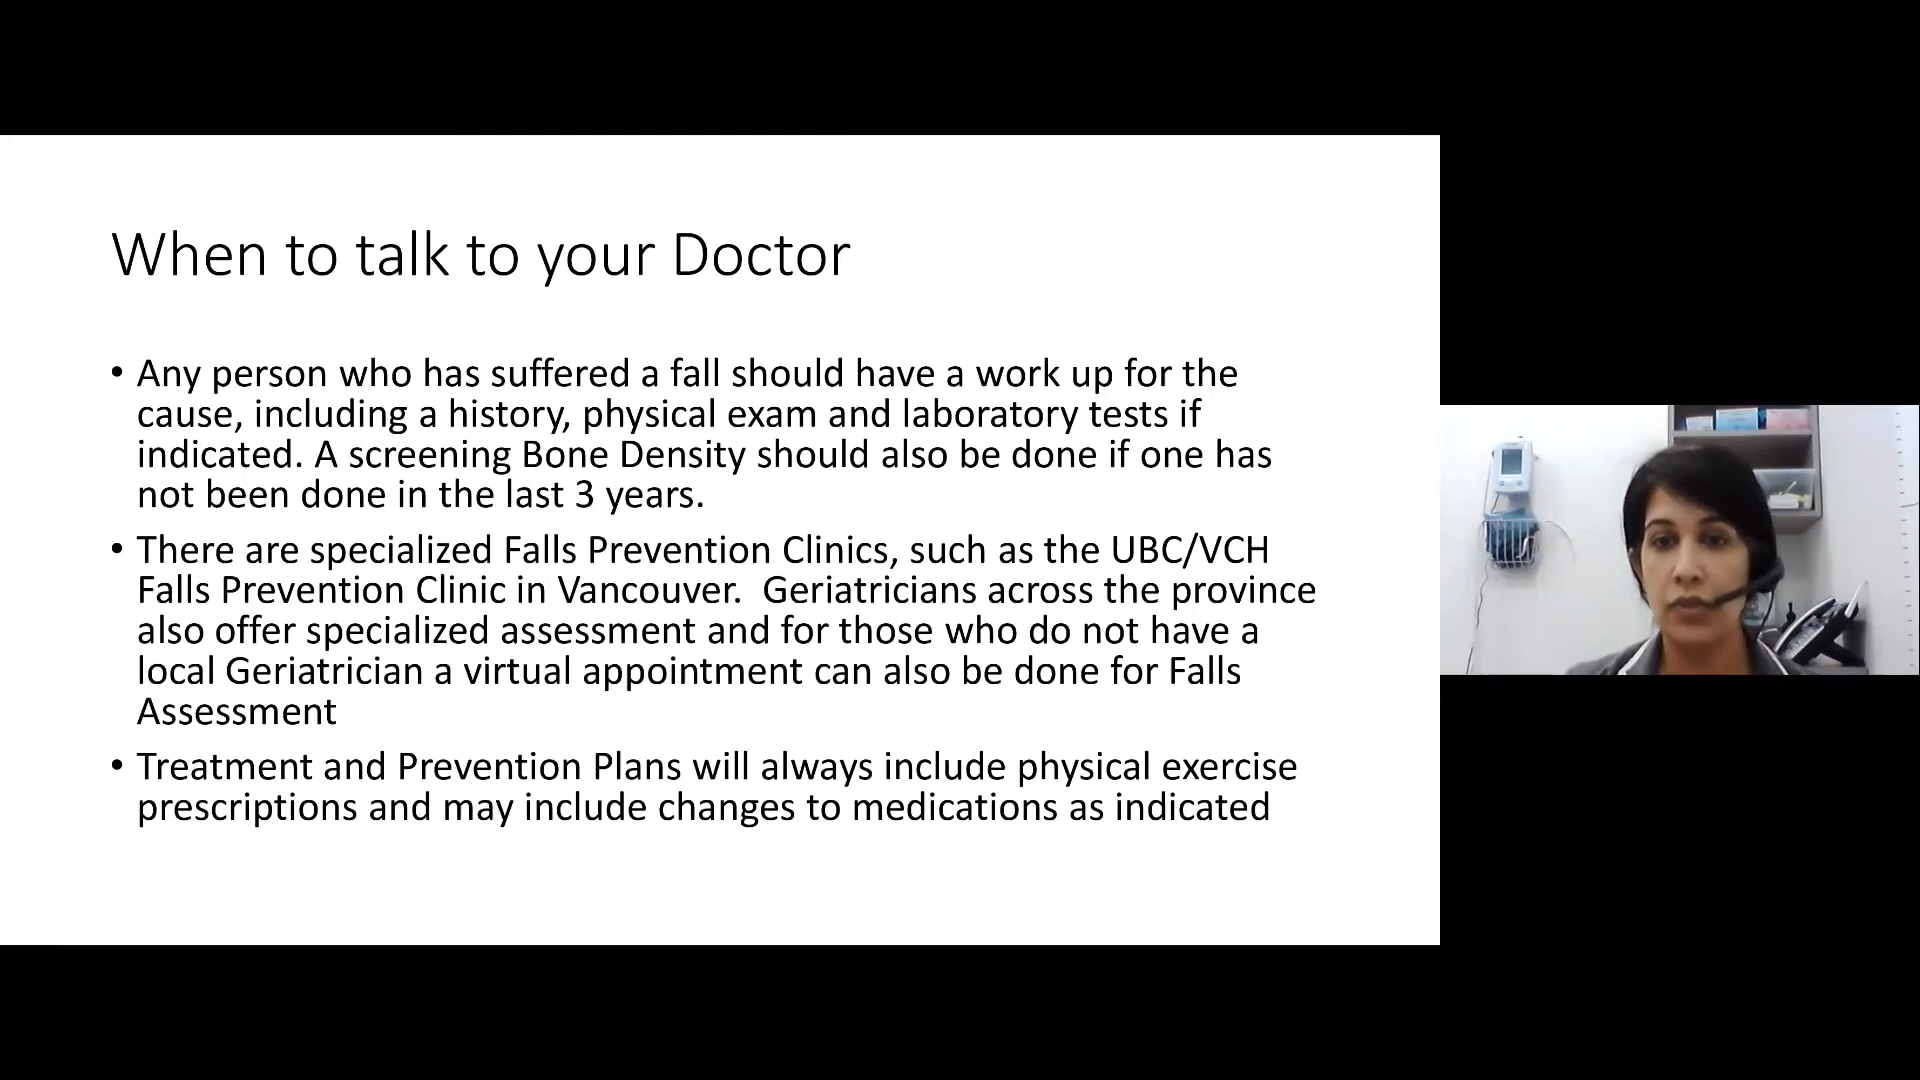 When to talk to your Doctor
• Any person who has suffered a fall should have a work up for the
cause, including a history, physical exam and laboratory tests if
indicated. A screening Bone Density should also be done if one has
not been done in the last 3 years.
• There are specialized Falls Prevention Clinics, such as the UBC/VCH
Falls Prevention Clinic in Vancouver.  Geriatricians across the province
also offer specialized assessment and for those who do not have a
local Geriatrician a virtual appointment can also be done for Falls
Assessment
• Treatment and Prevention Plans will always include physical exercise
prescriptions and may include changes to medications as indicated